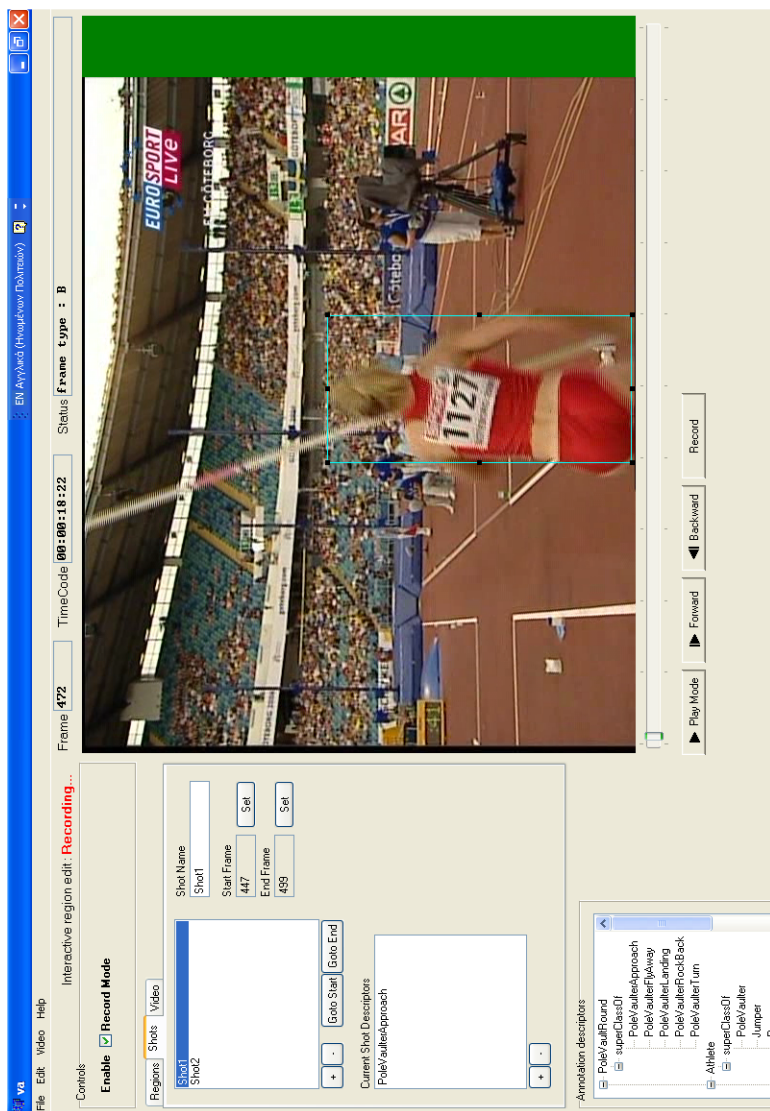 va
EN Αγγλικά (Ηνωμένων Πολιτειών)
File Edit Video Help
Interactive region edit : Recording...
Frame 472 TimeCode 00:00:18:22 Status frame type : B
Controls
Enable Record Mode
Regions Shots Video
Shot1
Shot2
Shot Name
Shot1
Start Frame
447 Set
End Frame
499 Set
+ - Goto Start Goto End
Current Shot Descriptors
PoleVaulterApproach
+ -
Annotation descriptors
PoleVaultRound
superClassOf
PoleVaulterApproach
PoleVaulterFlyAway
PoleVaulterLanding
PoleVaulterRockBack
PoleVaulterTurn
Athlete
superClassOf
PoleVaulter
Jumper
EUROSPORT
LIVE
GÖTEBORG
Göteborg
1127
Play Mode Forward Backward Record